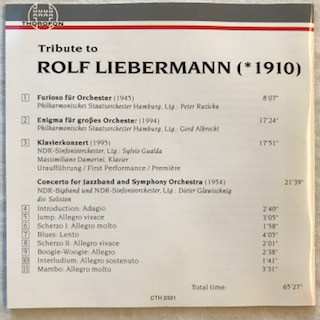 THOROFON
Tribute to
ROLF LIEBERMANN (*1910)
1 Furioso für Orchester (1945) 8'07"
Philharmonisches Staatsorchester Hamburg, Ltg.: Peter Ruzicka
2 Enigma für großes Orchester (1994) 17'24"
Philharmonisches Staatsorchester Hamburg, Ltg.: Gerd Albrecht
3 Klavierkonzert (1995) 17'51"
NDR-Sinfonieorchester, Ltg.: Sylvio Gualda
Massimiliano Damerini, Klavier
Uraufführung / First Performance / Première
Concerto for Jazzband and Symphony Orchestra (1954) 21'39"
NDR-Bigband und NDR-Sinfonieorchester, Ltg.: Dieter Glawischnig
die Solisten
4 Introduction: Adagio 2'40"
5 Jump: Allegro vivace 3'05"
6 Scherzo I: Allegro molto 1'58"
7 Blues: Lento 4'05"
8 Scherzo II: Allegro vivace 2'01"
9 Boogie-Woogie: Allegro 2'38"
10 Interludium: Allegro sostenuto 1'41"
11 Mambo: Allegro molto 3'31"
Total time: 65'27"
CTH 2321